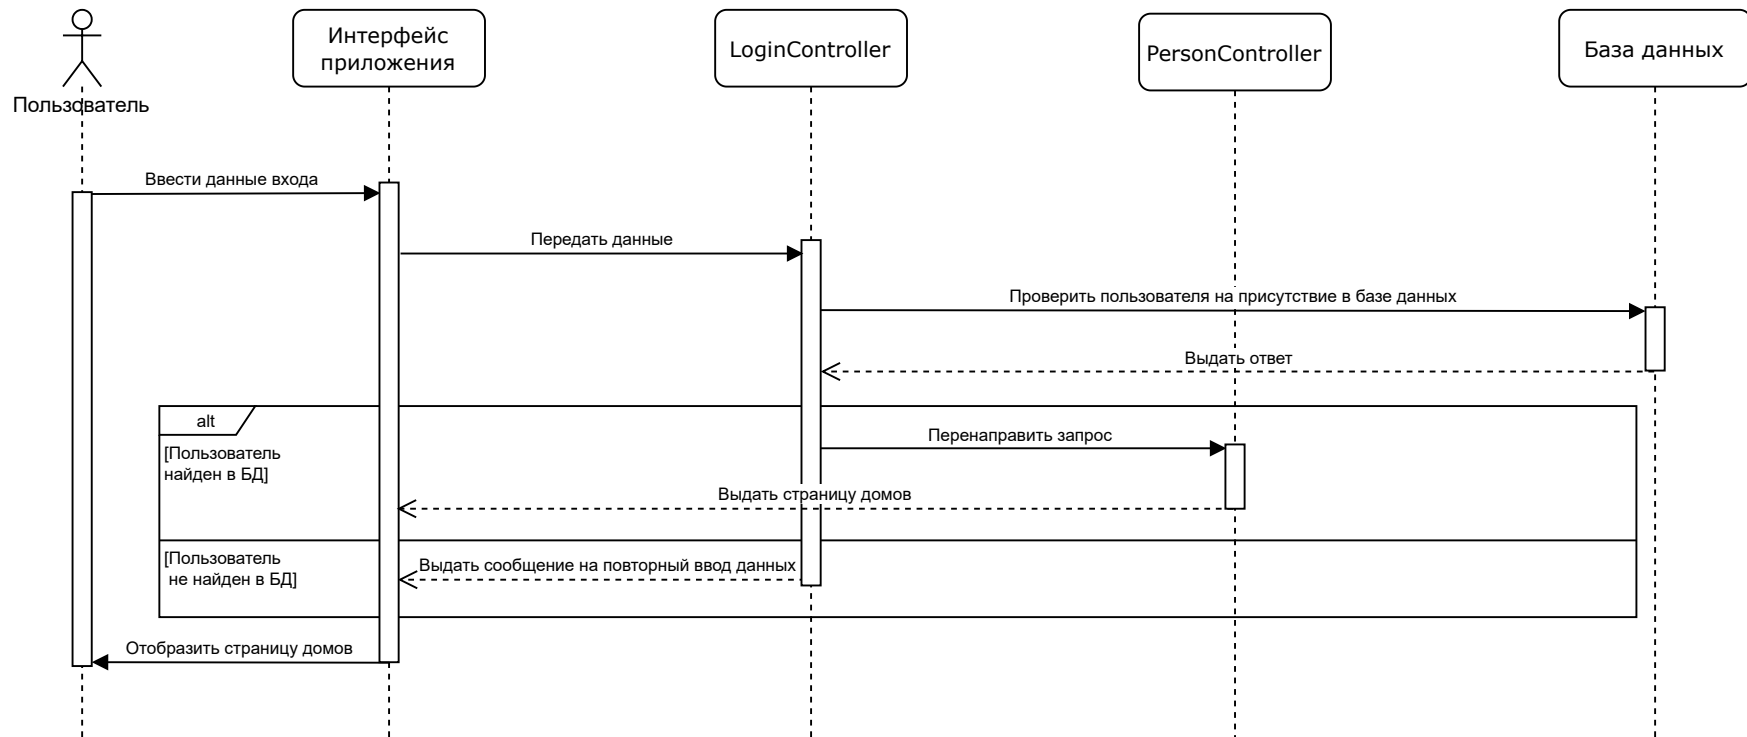 Пользователь
Интерфейс
приложения
LoginController
PersonController
База данных
Ввести данные входа
Передать данные
Проверить пользователя на присутствие в базе данных
Выдать ответ
alt
[Пользователь
найден в БД]
Перенаправить запрос
Выдать страницу домов
[Пользователь
не найден в БД]
Выдать сообщение на повторный ввод данных
Отобразить страницу домов